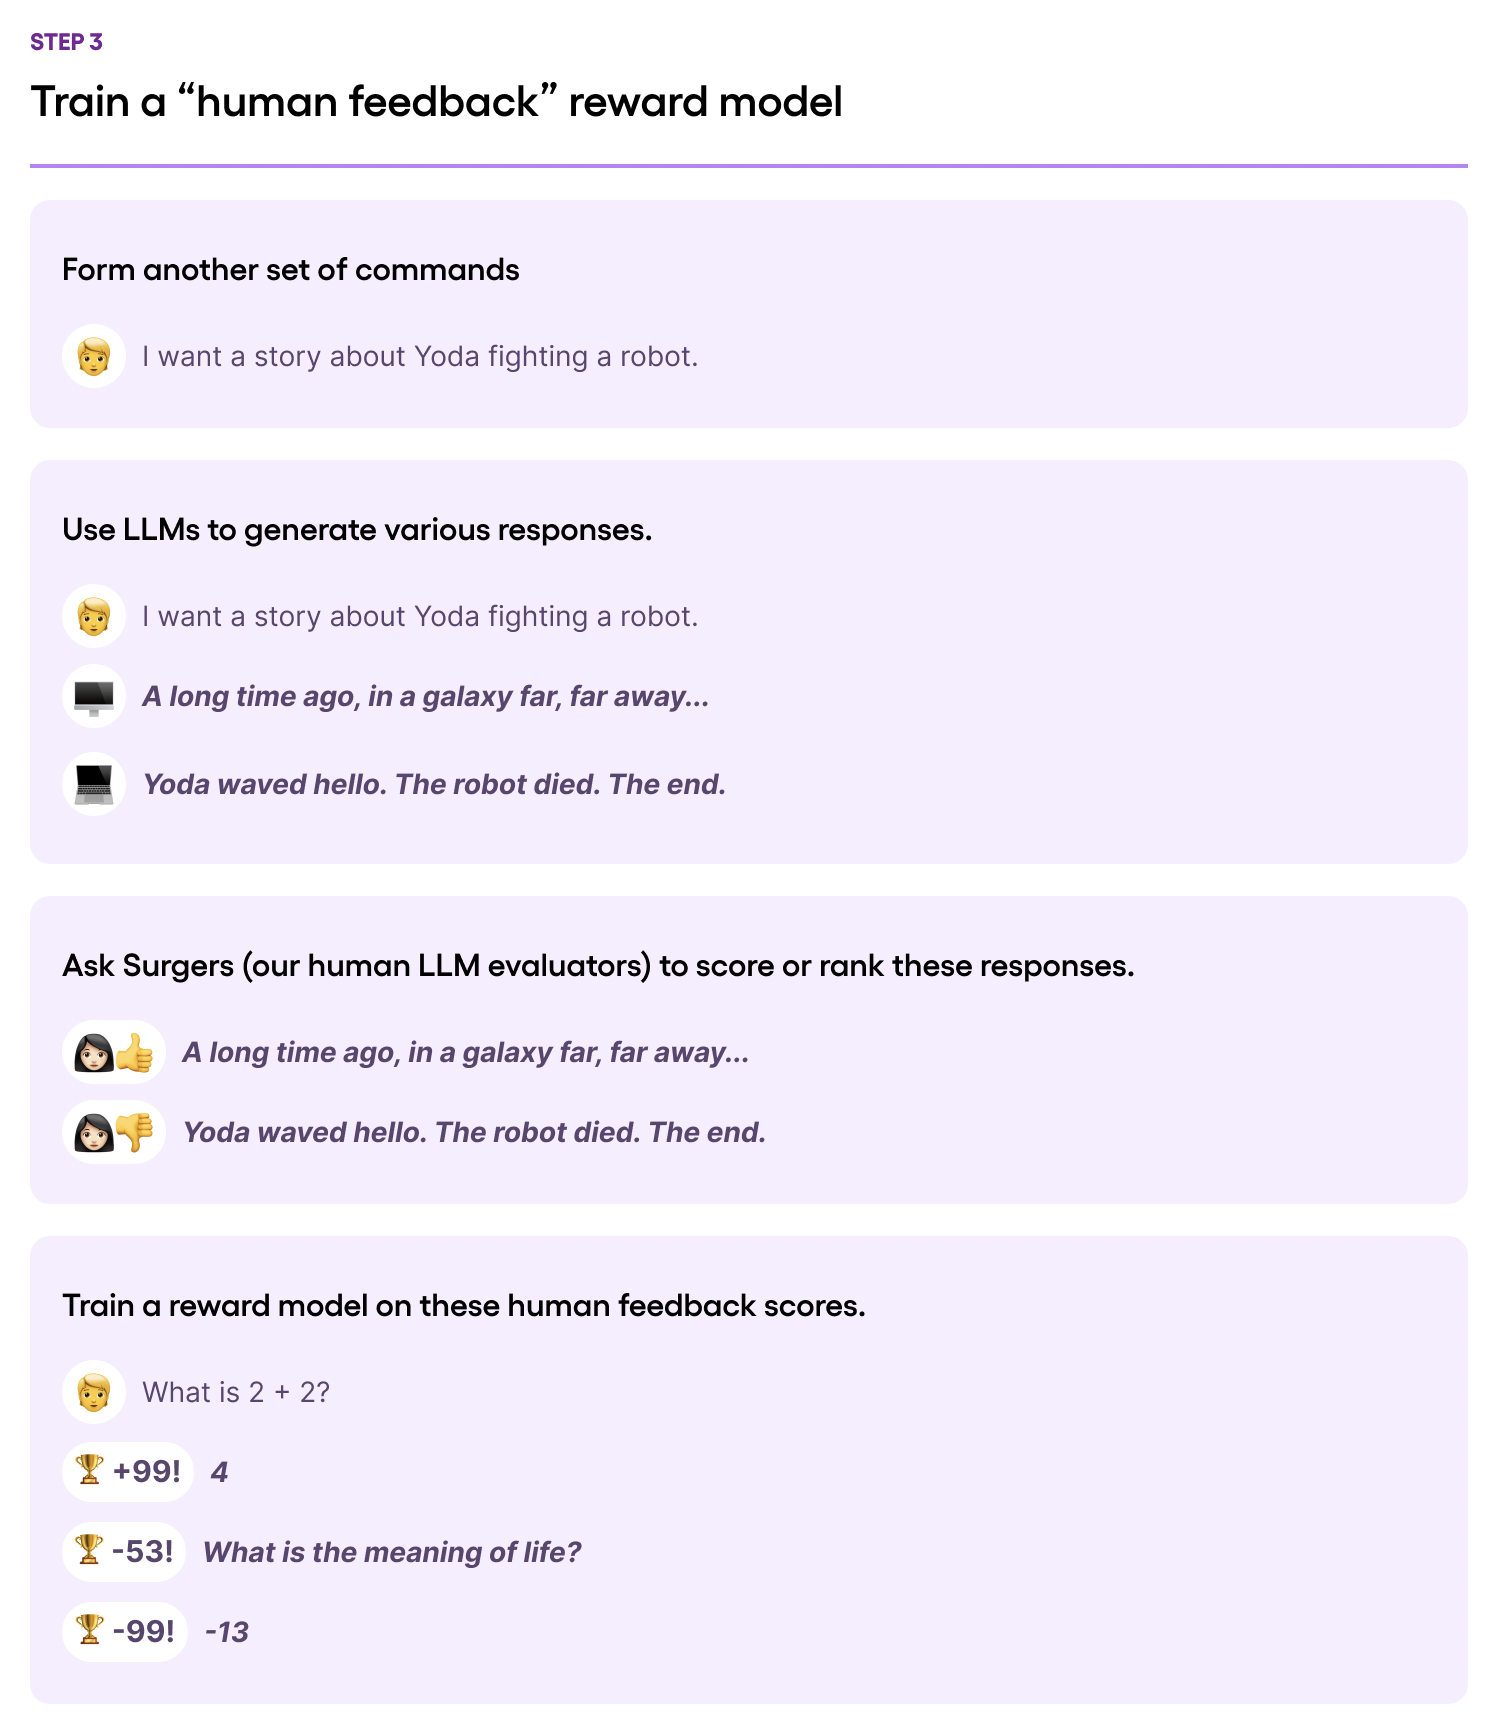 STEP 3
Train a “human feedback” reward model
Form another set of commands
I want a story about Yoda fighting a robot.
Use LLMs to generate various responses.
I want a story about Yoda fighting a robot.
A long time ago, in a galaxy far, far away...
Yoda waved hello. The robot died. The end.
Ask Surgers (our human LLM evaluators) to score or rank these responses.
A long time ago, in a galaxy far, far away...
Yoda waved hello. The robot died. The end.
Train a reward model on these human feedback scores.
What is 2 + 2?
+99! 4
-53! What is the meaning of life?
-99! -13